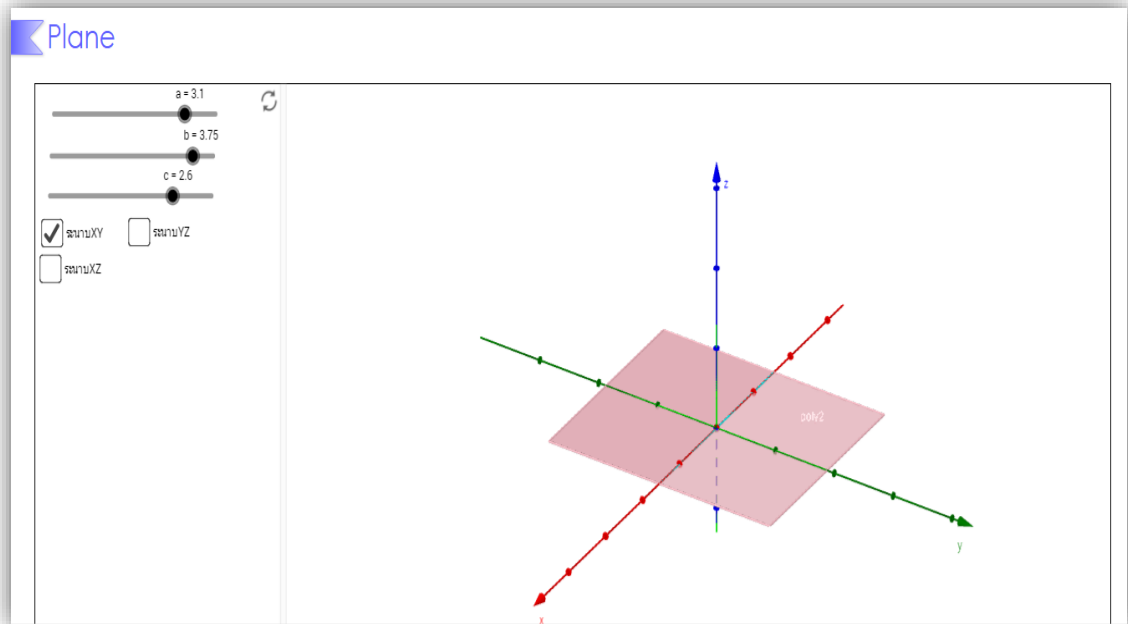 Plane
a = 3.1
b = 3.75
c = 2.6
ระนาบXY ระนาบYZ
ระนาบXZ
z
poly2
y
x